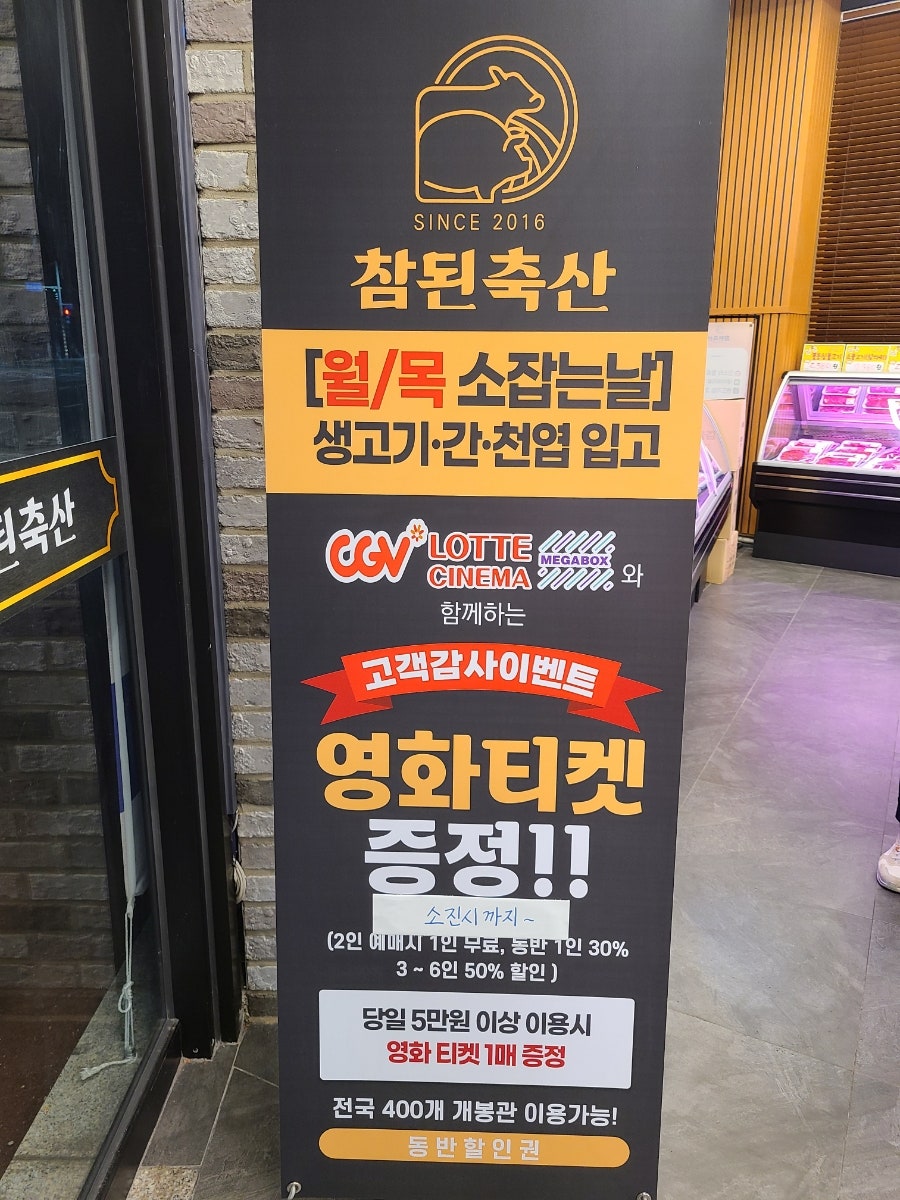 SINCE 2016
참된축산
[월/목 소잡는날]
생고기·간·천엽 입고
축산
CGV LOTTE CINEMA MEGABOX 와
함께하는
고객감사이벤트
영화티켓
증정!!
소진시까지~
(2인 예매시 1인 무료, 동반 1인 30%
3 ~ 6인 50% 할인 )
당일 5만원 이상 이용시
영화 티켓 1매 증정
전국 400개 개봉관 이용가능!
동반할인권